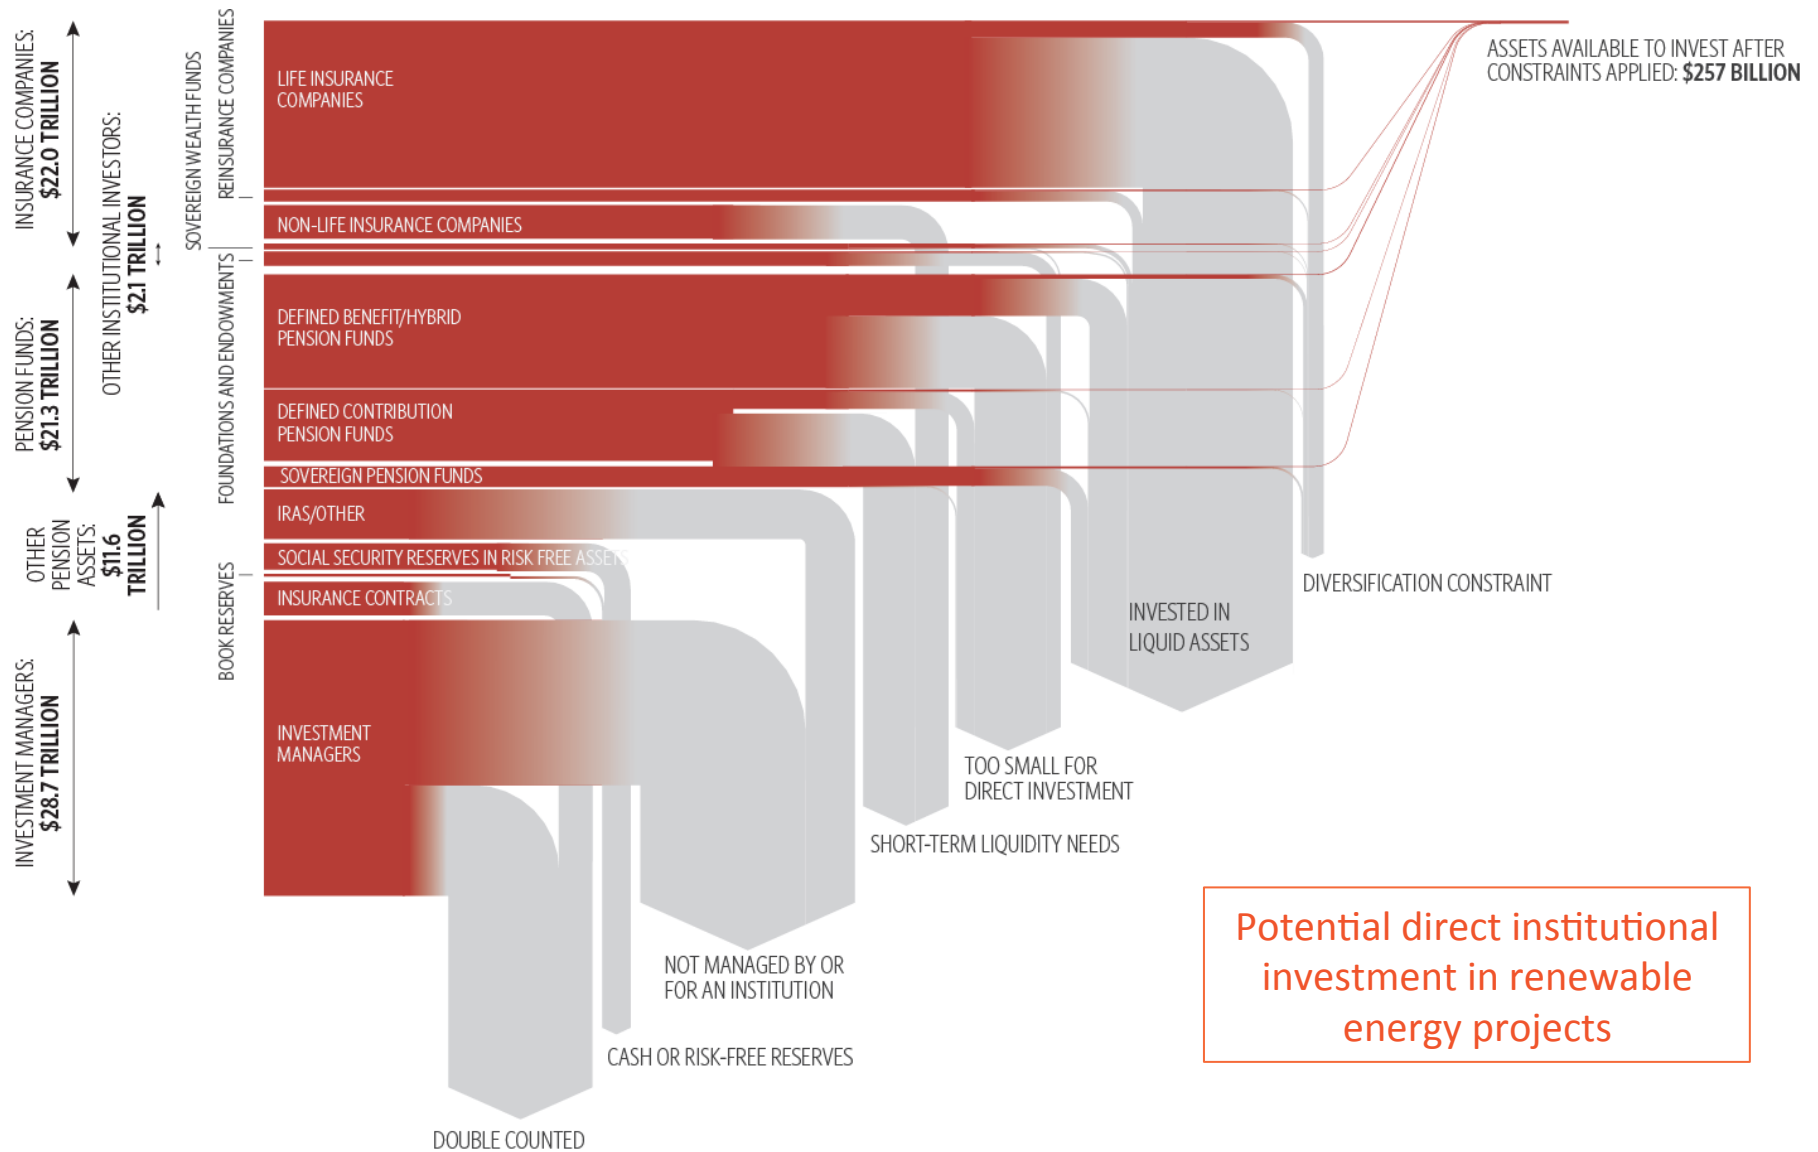 INSURANCE COMPANIES:
$22.0 TRILLION
OTHER INSTITUTIONAL INVESTORS:
$2.1 TRILLION
PENSION FUNDS:
$21.3 TRILLION
OTHER
PENSION
ASSETS:
$11.6
TRILLION
INVESTMENT MANAGERS:
$28.7 TRILLION
SOVEREIGN WEALTH FUNDS
REINSURANCE COMPANIES
FOUNDATIONS AND ENDOWMENTS
BOOK RESERVES
LIFE INSURANCE
COMPANIES
NON-LIFE INSURANCE COMPANIES
DEFINED BENEFIT/HYBRID
PENSION FUNDS
DEFINED CONTRIBUTION
PENSION FUNDS
SOVEREIGN PENSION FUNDS
IRAS/OTHER
SOCIAL SECURITY RESERVES IN RISK FREE ASSETS
INSURANCE CONTRACTS
INVESTMENT
MANAGERS
ASSETS AVAILABLE TO INVEST AFTER
CONSTRAINTS APPLIED: $257 BILLION
DIVERSIFICATION CONSTRAINT
INVESTED IN
LIQUID ASSETS
TOO SMALL FOR
DIRECT INVESTMENT
SHORT-TERM LIQUIDITY NEEDS
NOT MANAGED BY OR
FOR AN INSTITUTION
CASH OR RISK-FREE RESERVES
DOUBLE COUNTED
Potential direct institutional
investment in renewable
energy projects